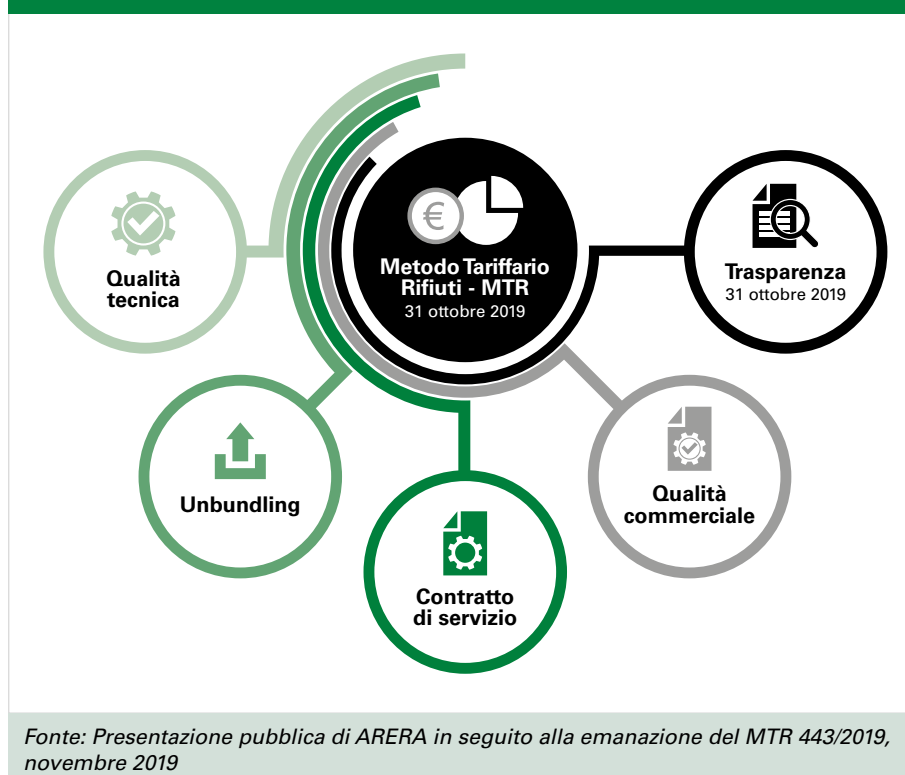 Qualità
tecnica
€
Metodo Tariffario
Rifiuti - MTR
31 ottobre 2019
Trasparenza
31 ottobre 2019
Unbundling
Qualità
commerciale
Contratto
di servizio
Fonte: Presentazione pubblica di ARERA in seguito alla emanazione del MTR 443/2019,
novembre 2019